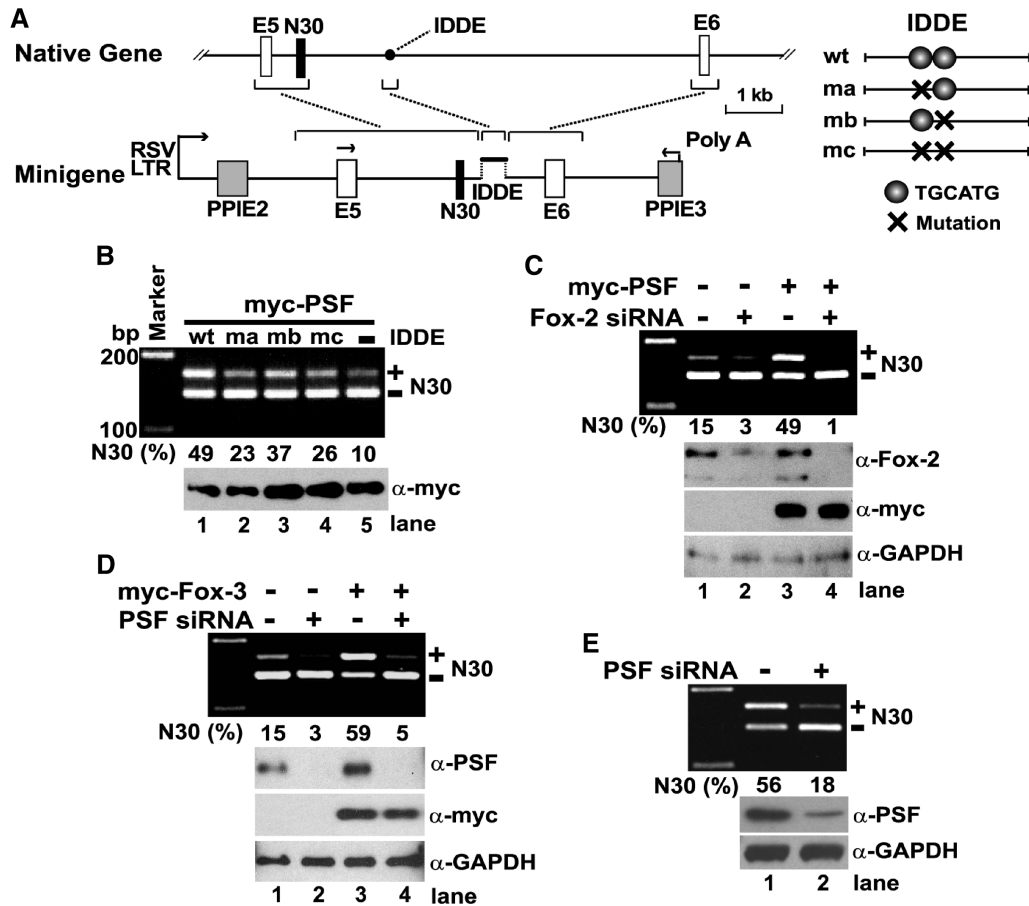 A
E5 N30 IDDE E6
Native Gene
1 kb
RSV
LTR
Poly A
Minigene
PPIE2 E5 N30 IDDE E6 PPIE3
IDDE
wt
ma
mb
mc
TGCATG
Mutation
B
Marker
myc-PSF
bp wt ma mb mc - IDDE
200
+
- N30
100
N30 (%) 49 23 37 26 10
α-myc
1 2 3 4 5 lane
C
myc-PSF - - + +
Fox-2 siRNA - + - +
+
- N30
N30 (%) 15 3 49 1
α-Fox-2
α-myc
α-GAPDH
1 2 3 4 lane
D
myc-Fox-3 - - + +
PSF siRNA - + - +
+
- N30
N30 (%) 15 3 59 5
α-PSF
α-myc
α-GAPDH
1 2 3 4 lane
E
PSF siRNA - +
+
- N30
N30 (%) 56 18
α-PSF
α-GAPDH
1 2 lane